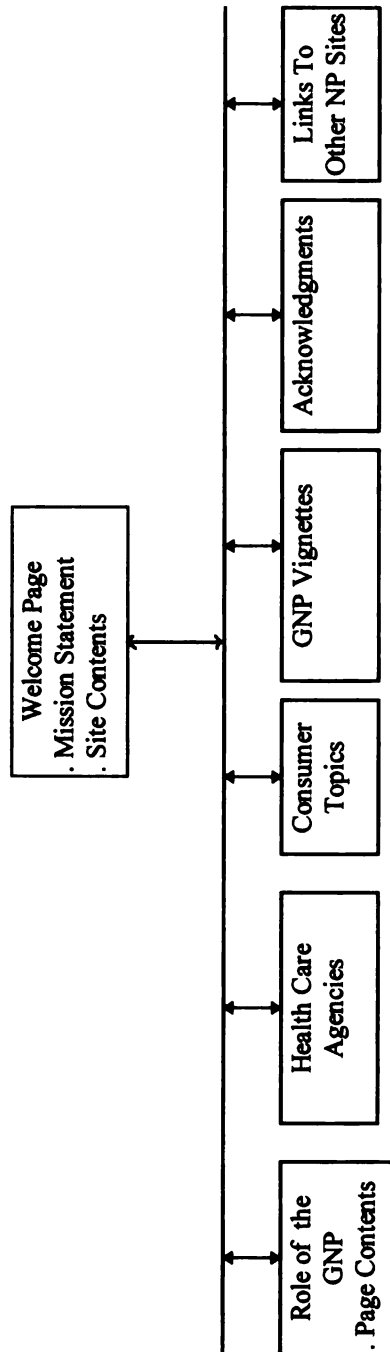 Welcome Page
. Mission Statement
. Site Contents
Role of the
GNP
. Page Contents
Health Care
Agencies
Consumer
Topics
GNP Vignettes
Acknowledgments
Links To
Other NP Sites